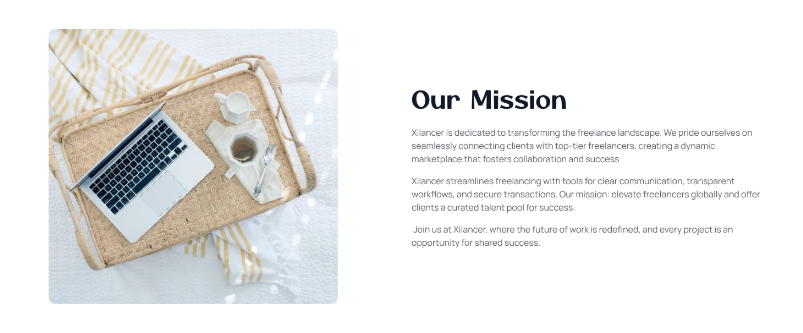 Our Mission
Xilancer is dedicated to transforming the freelance landscape. We pride ourselves on
seamlessly connecting clients with top-tier freelancers, creating a dynamic
marketplace that fosters collaboration and success
Xilancer streamlines freelancing with tools for clear communication, transparent
workflows, and secure transactions. Our mission: elevate freelancers globally and offer
clients a curated talent pool for success.
Join us at Xilancer, where the future of work is redefined, and every project is an
opportunity for shared success.